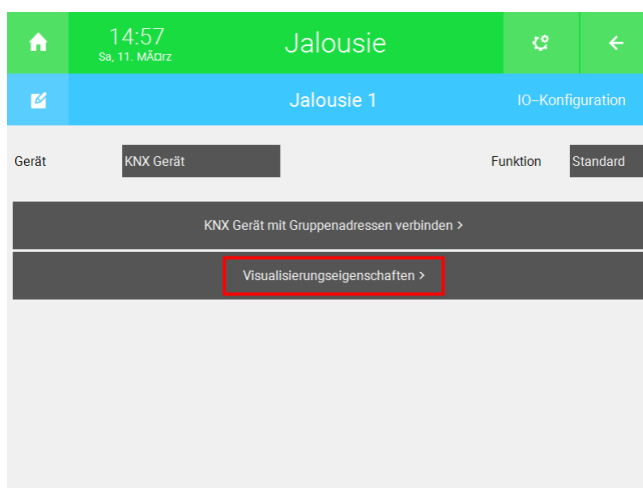 14:57
Sa, 11. MÃ¤rz
Jalousie
Jalousie 1
IO-Konfiguration
Gerät
KNX Gerät
Funktion
Standard
KNX Gerät mit Gruppenadressen verbinden >
Visualisierungseigenschaften >